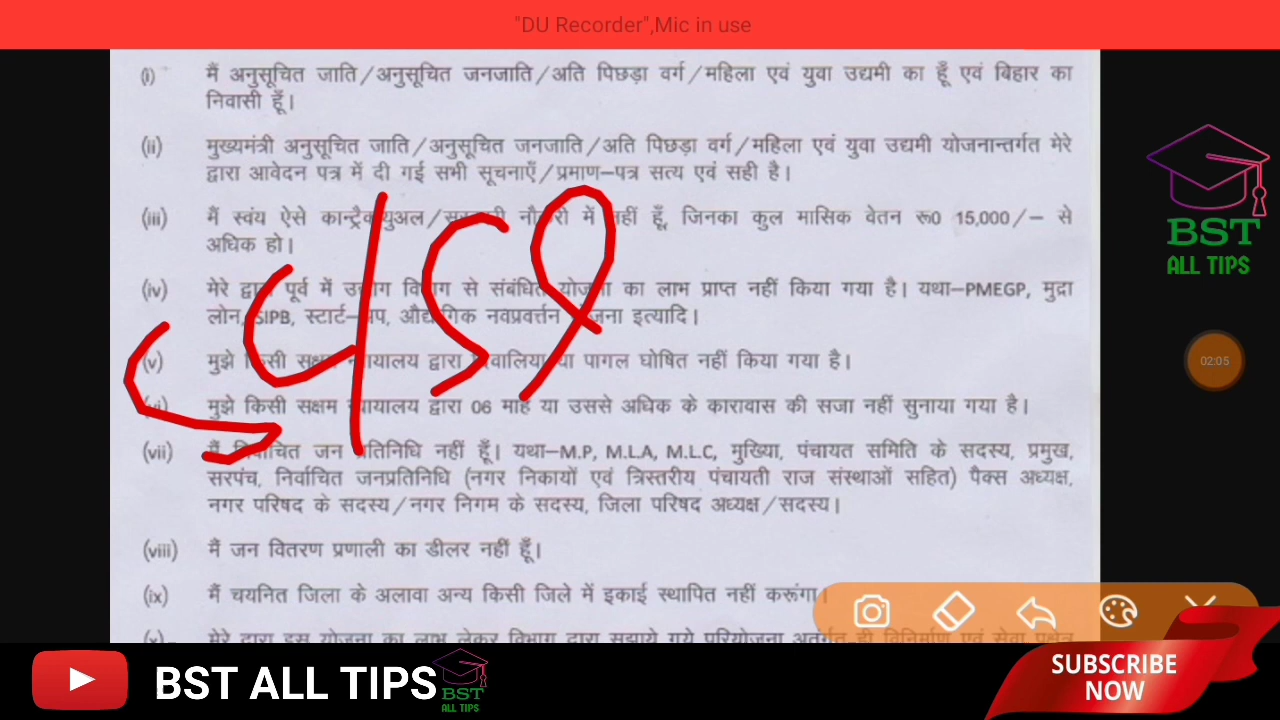 "DU Recorder",Mic in use
(i) मैं अनुसूचित जाति/अनुसूचित जनजाति/अति पिछड़ा वर्ग/महिला एवं युवा उद्यमी का हूँ एवं बिहार का
निवासी हूँ।
(ii) मुख्यमंत्री अनुसूचित जाति/अनुसूचित जनजाति/अति पिछड़ा वर्ग/महिला एवं युवा उद्यमी योजनान्तर्गत मेरे
द्वारा आवेदन पत्र में दी गई सभी सूचनाएँ/प्रमाण–पत्र सत्य एवं सही है।
(iii) मैं स्वंय ऐसे कान्ट्रैक्चुअल/सरकारी नौकरी में नहीं हूँ, जिनका कुल मासिक वेतन रू0 15,000/– से
अधिक हो।
(iv) मेरे द्वारा पूर्व में उद्योग विभाग से संबंधित योजना का लाभ प्राप्त नहीं किया गया है। यथा–PMEGP, मुद्रा
लोन, SIPB, स्टार्ट–अप, औद्योगिक नवप्रवर्त्तन योजना इत्यादि।
(v) मुझे किसी सक्षम न्यायालय द्वारा दिवालिया या पागल घोषित नहीं किया गया है।
(vi) मुझे किसी सक्षम न्यायालय द्वारा 06 माह या उससे अधिक के कारावास की सजा नहीं सुनाया गया है।
(vii) मैं निर्वाचित जन प्रतिनिधि नहीं हूँ। यथा–M.P, M.L.A, M.L.C, मुखिया, पंचायत समिति के सदस्य, प्रमुख,
सरपंच, निर्वाचित जनप्रतिनिधि (नगर निकायों एवं त्रिस्तरीय पंचायती राज संस्थाओं सहित) पैक्स अध्यक्ष,
नगर परिषद के सदस्य/नगर निगम के सदस्य, जिला परिषद अध्यक्ष/सदस्य।
(viii) मैं जन वितरण प्रणाली का डीलर नहीं हूँ।
(ix) मैं चयनित जिला के अलावा अन्य किसी जिले में इकाई स्थापित नहीं करूंगा।
BST
ALL TIPS
02:05
BST ALL TIPS
BST
ALL TIPS
SUBSCRIBE
NOW